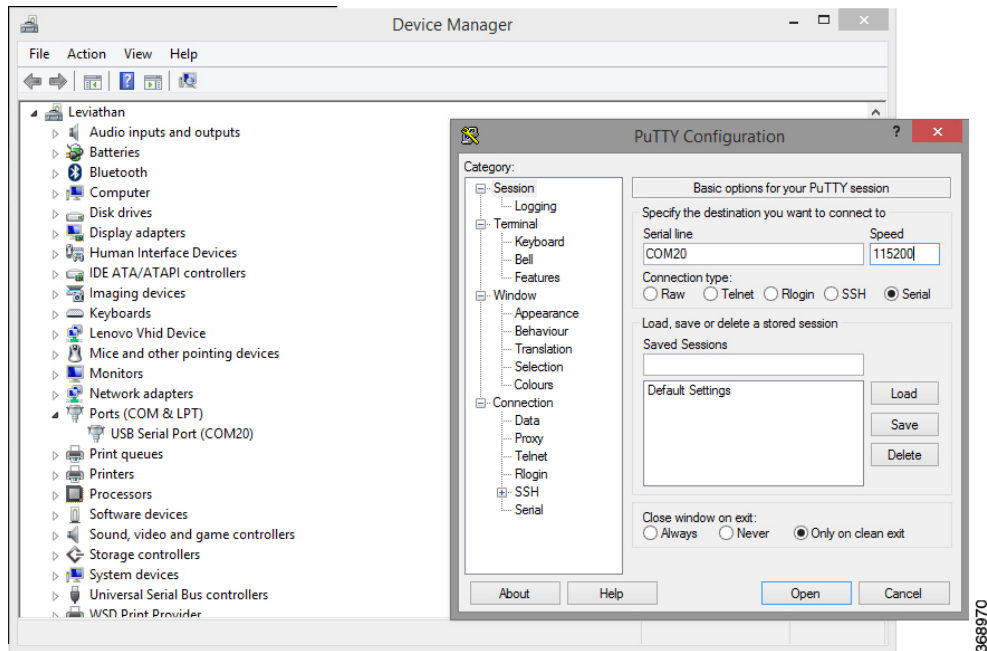 Device Manager
File Action View Help
Leviathan
Audio inputs and outputs
Batteries
Bluetooth
Computer
Disk drives
Display adapters
Human Interface Devices
IDE ATA/ATAPI controllers
Imaging devices
Keyboards
Lenovo Vhid Device
Mice and other pointing devices
Monitors
Network adapters
Ports (COM & LPT)
USB Serial Port (COM20)
Print queues
Printers
Processors
Software devices
Sound, video and game controllers
Storage controllers
System devices
Universal Serial Bus controllers
WSD Print Provider
PuTTY Configuration
Category:
Session
Logging
Terminal
Keyboard
Bell
Features
Window
Appearance
Behaviour
Translation
Selection
Colours
Connection
Data
Proxy
Telnet
Rlogin
SSH
Serial
Basic options for your PuTTY session
Specify the destination you want to connect to
Serial line Speed
COM20 115200
Connection type:
Raw Telnet Rlogin SSH Serial
Load, save or delete a stored session
Saved Sessions
Default Settings
Load
Save
Delete
Close window on exit:
Always Never Only on clean exit
About Help Open Cancel
368970